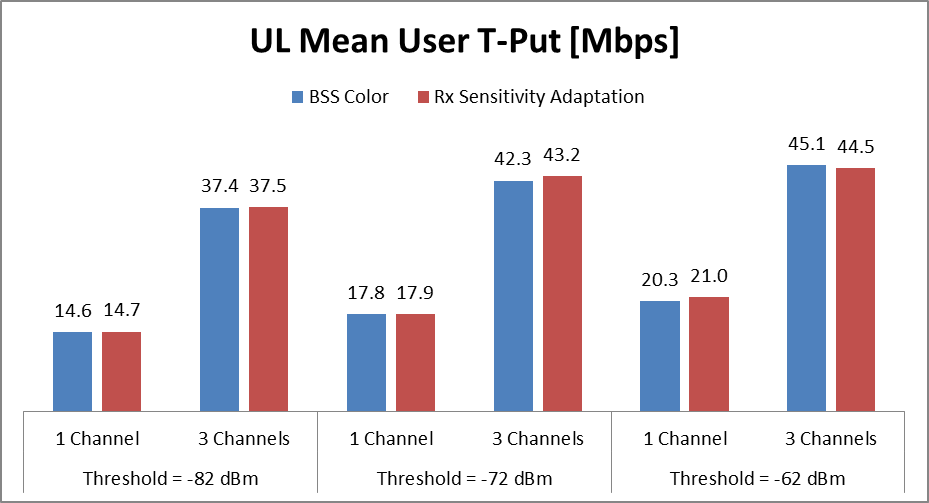 UL Mean User T-Put [Mbps]
BSS Color Rx Sensitivity Adaptation
14.6 14.7 37.4 37.5 17.8 17.9 42.3 43.2 20.3 21.0 45.1 44.5
1 Channel 3 Channels 1 Channel 3 Channels 1 Channel 3 Channels
Threshold = -82 dBm Threshold = -72 dBm Threshold = -62 dBm